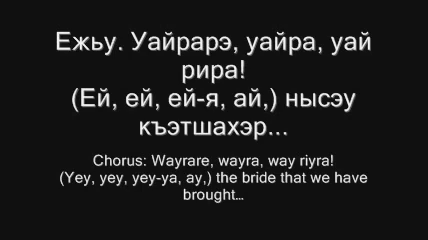 Ежьу. Уайрарэ, уайра, уай
рира!
(Ей, ей, ей-я, ай,) нысэу
къэтшахэр...
Chorus: Wayrare, wayra, way riyra!
(Yey, yey, yey-ya, ay,) the bride that we have
brought...